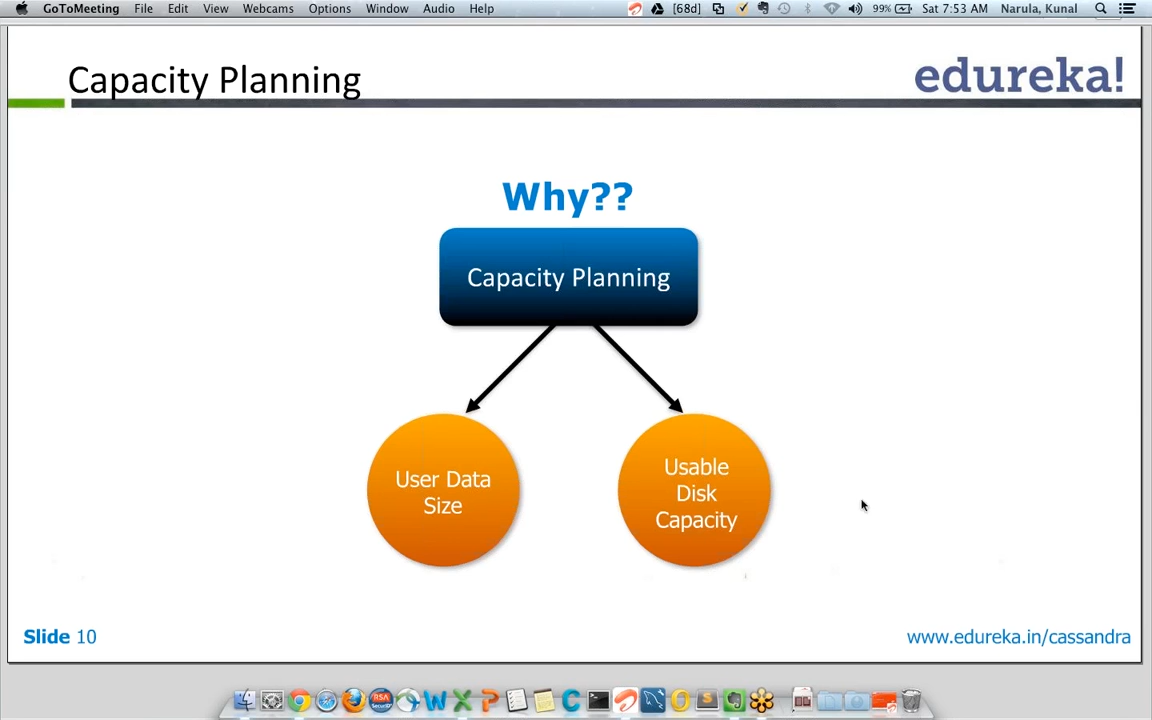 GoToMeeting File Edit View Webcams Options Window Audio Help [68d] 99% Sat 7:53 AM Narula, Kunal
Capacity Planning
edureka!
Why??
Capacity Planning
User Data
Size
Usable
Disk
Capacity
Slide 10
www.edureka.in/cassandra